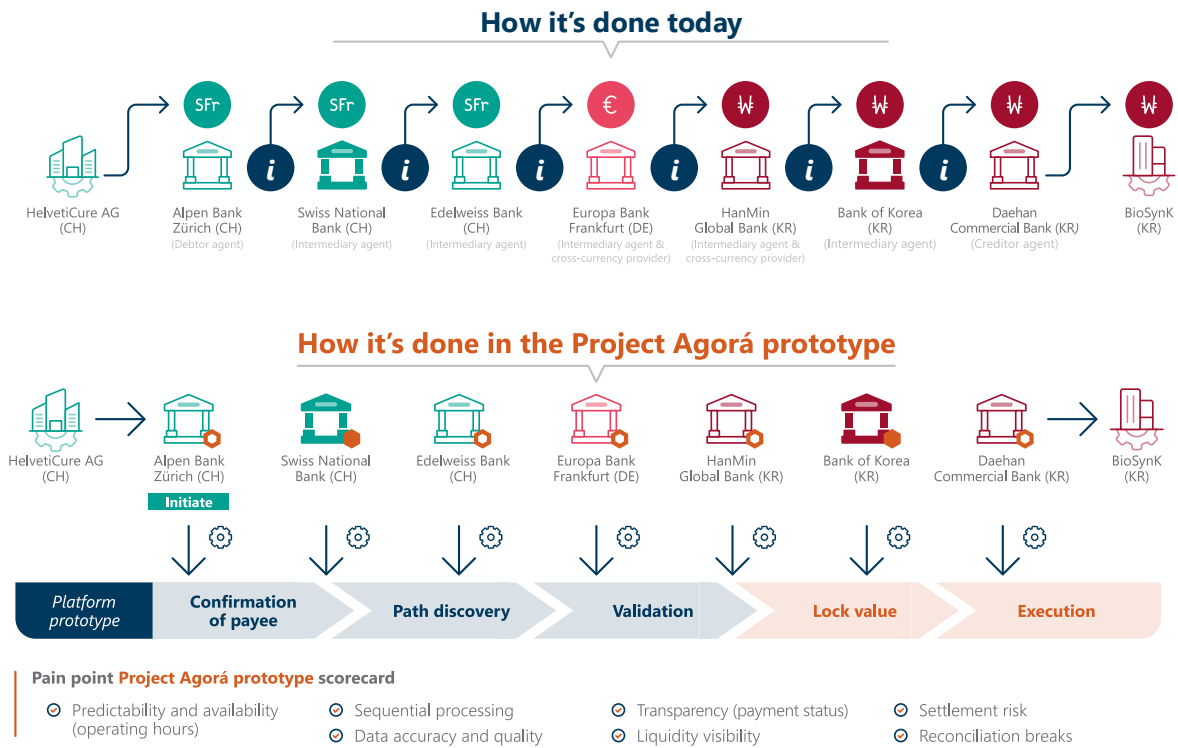 How it's done today
SFr
SFr
SFr
€
₩
₩
₩
₩
i
i
i
i
i
i
HelvetiCure AG
(CH)
Alpen Bank
Zürich (CH)
(Debtor agent)
Swiss National
Bank (CH)
(Intermediary agent)
Edelweiss Bank
(CH)
(Intermediary agent)
Europa Bank
Frankfurt (DE)
(Intermediary agent &
cross-currency provider)
HanMin
Global Bank (KR)
(Intermediary agent &
cross-currency provider)
Bank of Korea
(KR)
(Intermediary agent)
Daehan
Commercial Bank (KR)
(Creditor agent)
BioSynK
(KR)
How it's done in the Project Agorá prototype
HelvetiCure AG
(CH)
Alpen Bank
Zürich (CH)
Initiate
Swiss National
Bank (CH)
Edelweiss Bank
(CH)
Europa Bank
Frankfurt (DE)
HanMin
Global Bank (KR)
Bank of Korea
(KR)
Daehan
Commercial Bank (KR)
BioSynK
(KR)
Platform
prototype
Confirmation
of payee
Path discovery
Validation
Lock value
Execution
Pain point Project Agorá prototype scorecard
Predictability and availability
(operating hours)
Sequential processing
Data accuracy and quality
Transparency (payment status)
Liquidity visibility
Settlement risk
Reconciliation breaks